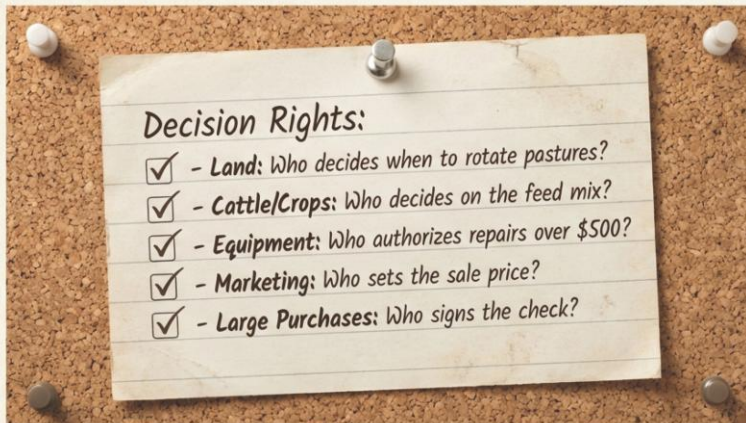 Decision Rights:
– Land: Who decides when to rotate pastures?
– Cattle/Crops: Who decides on the feed mix?
– Equipment: Who authorizes repairs over $500?
– Marketing: Who sets the sale price?
– Large Purchases: Who signs the check?